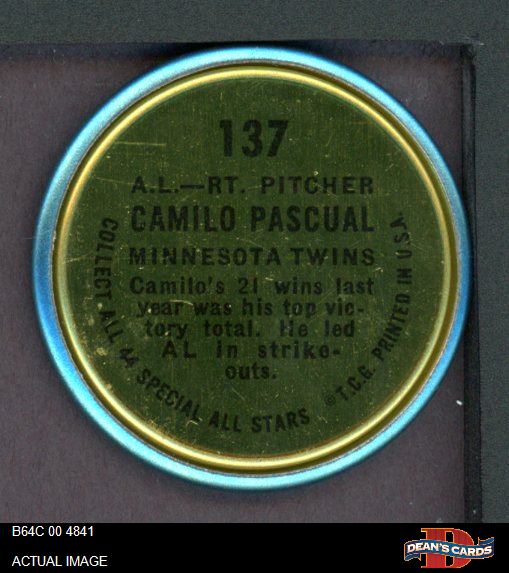 137
A.L.—RT. PITCHER
CAMILO PASCUAL
MINNESOTA TWINS
Camilo's 21 wins last
year was his top vic-
tory total. He led
AL in strike-
outs.
COLLECT ALL 44 SPECIAL ALL STARS
©T.C.G. PRINTED IN U.S.A.
B64C 00 4841
ACTUAL IMAGE
DEAN'S CARDS